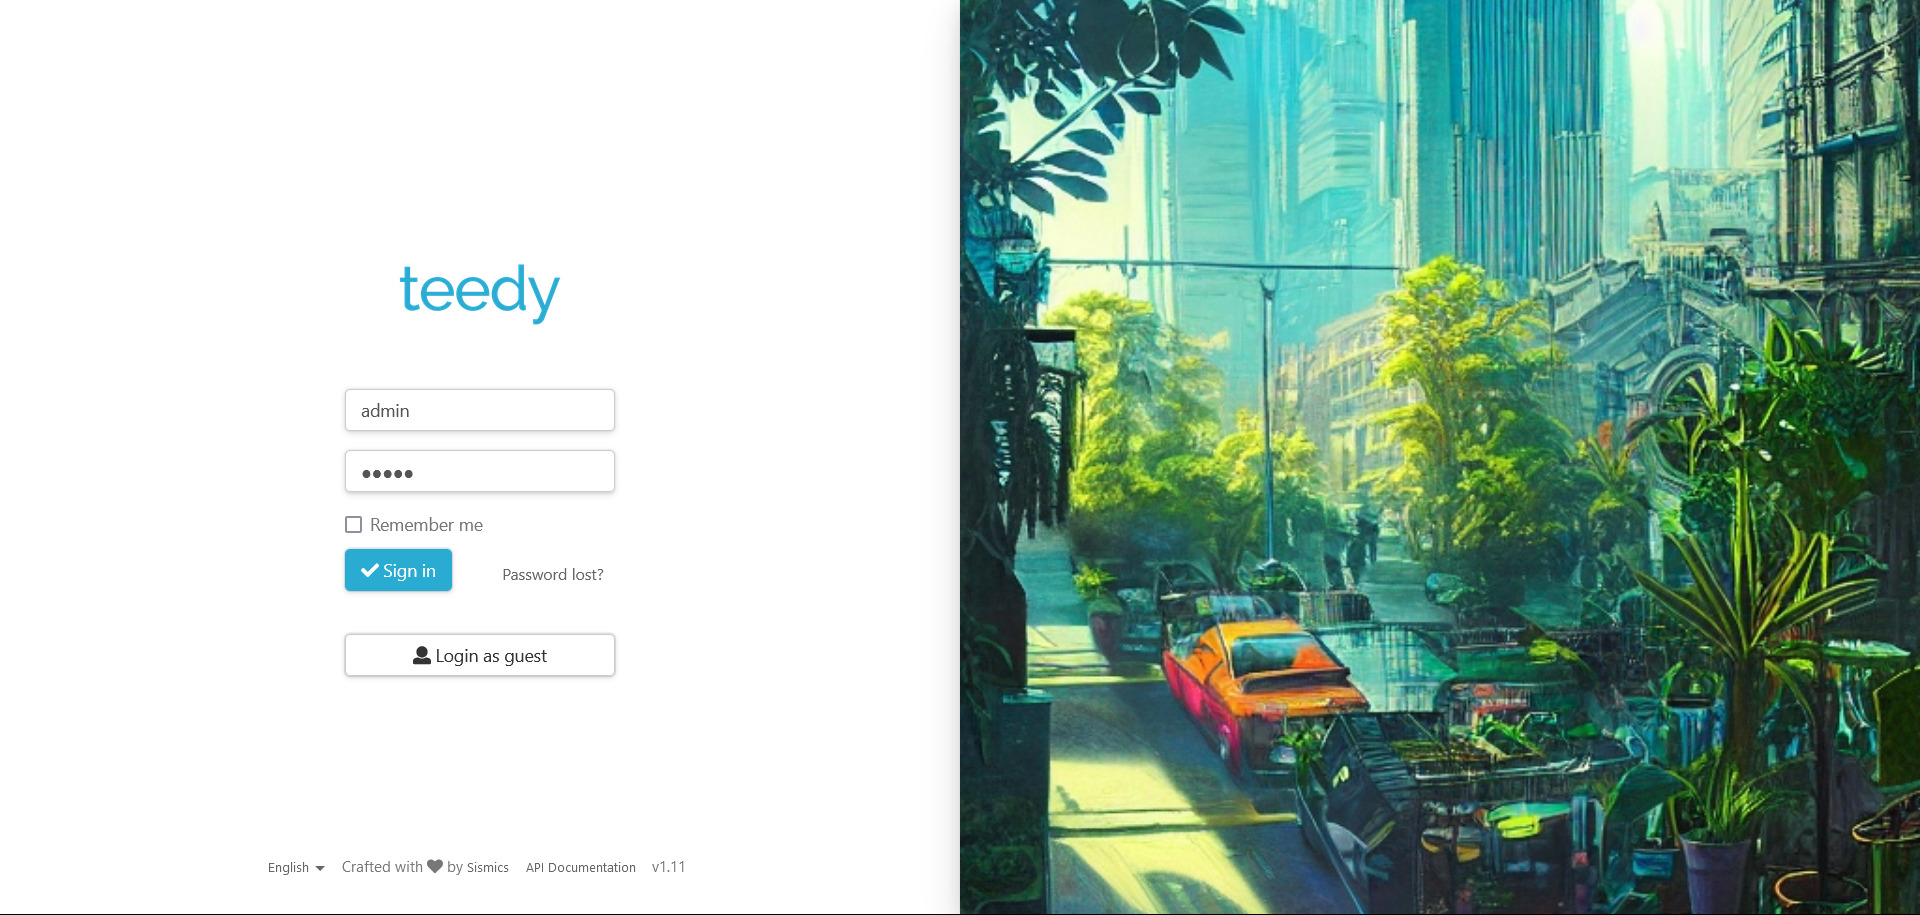 teedy
admin
•••••
Remember me
Sign in
Password lost?
Login as guest
English Crafted with ♥ by Sismics API Documentation v1.11